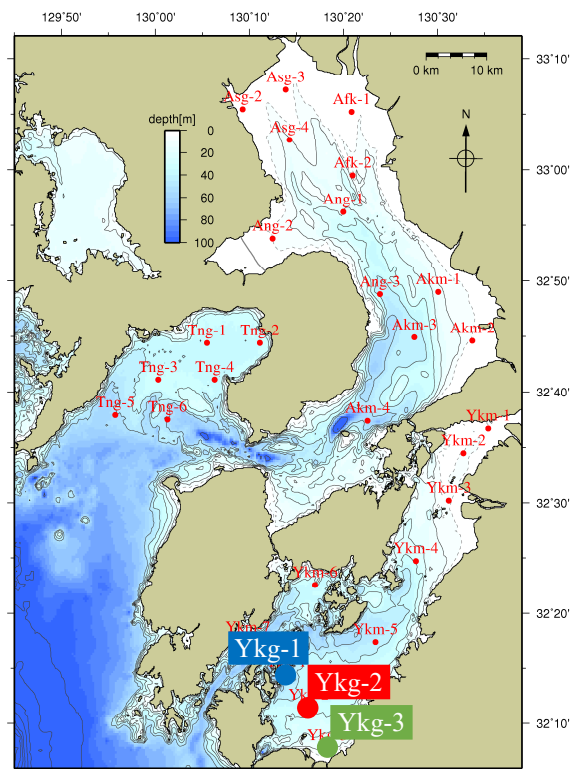 129˚50' 130˚00' 130˚10' 130˚20' 130˚30'
33˚10'
33˚00'
32˚50'
32˚40'
32˚30'
32˚20'
32˚10'
0 km 10 km
N
depth[m]
0
20
40
60
80
100
Asg-3
Asg-2
Afk-1
Asg-4
Afk-2
Ang-1
Ang-2
Ang-3
Akm-1
Akm-3
Akm-2
Tng-1
Tng-2
Tng-3
Tng-4
Tng-5
Tng-6
Akm-4
Ykm-1
Ykm-2
Ykm-3
Ykm-4
Ykm-6
Ykm-5
Ykg-1
Ykg-2
Ykg-3